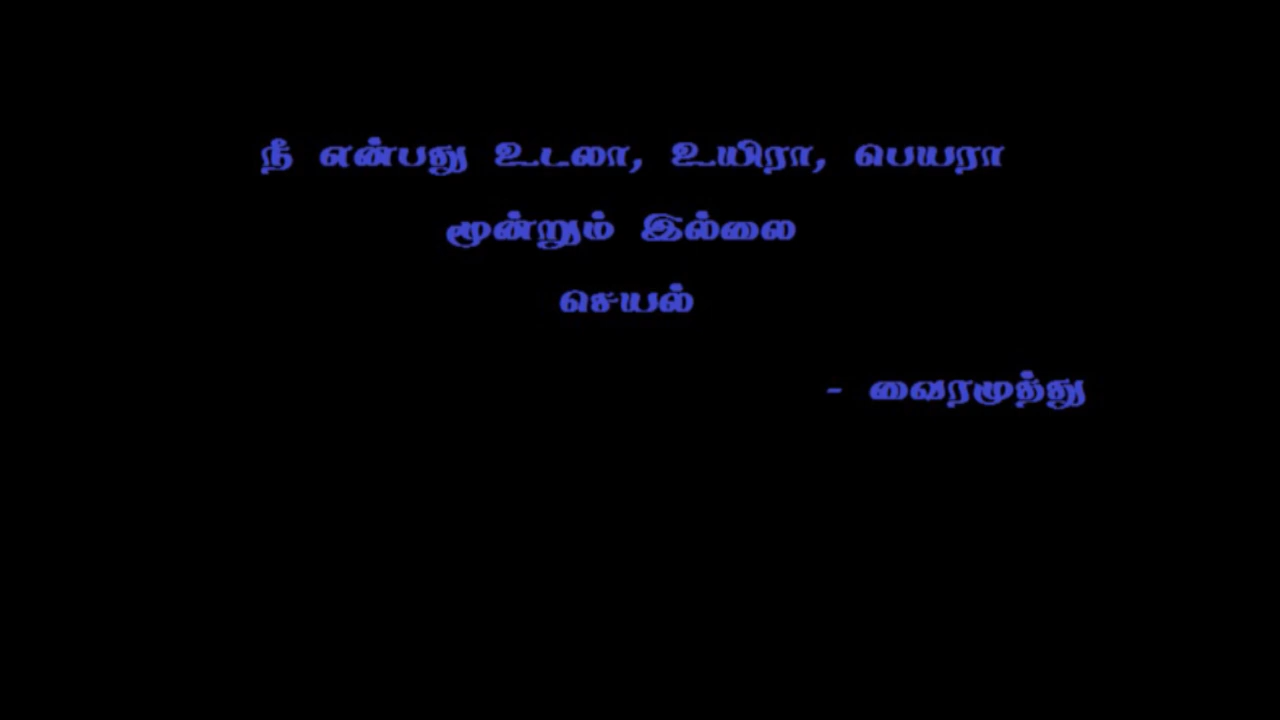 நீ என்பது உடலா, உயிரா, பெயரா
மூன்றும் இல்லை
செயல்
- வைரமுத்து